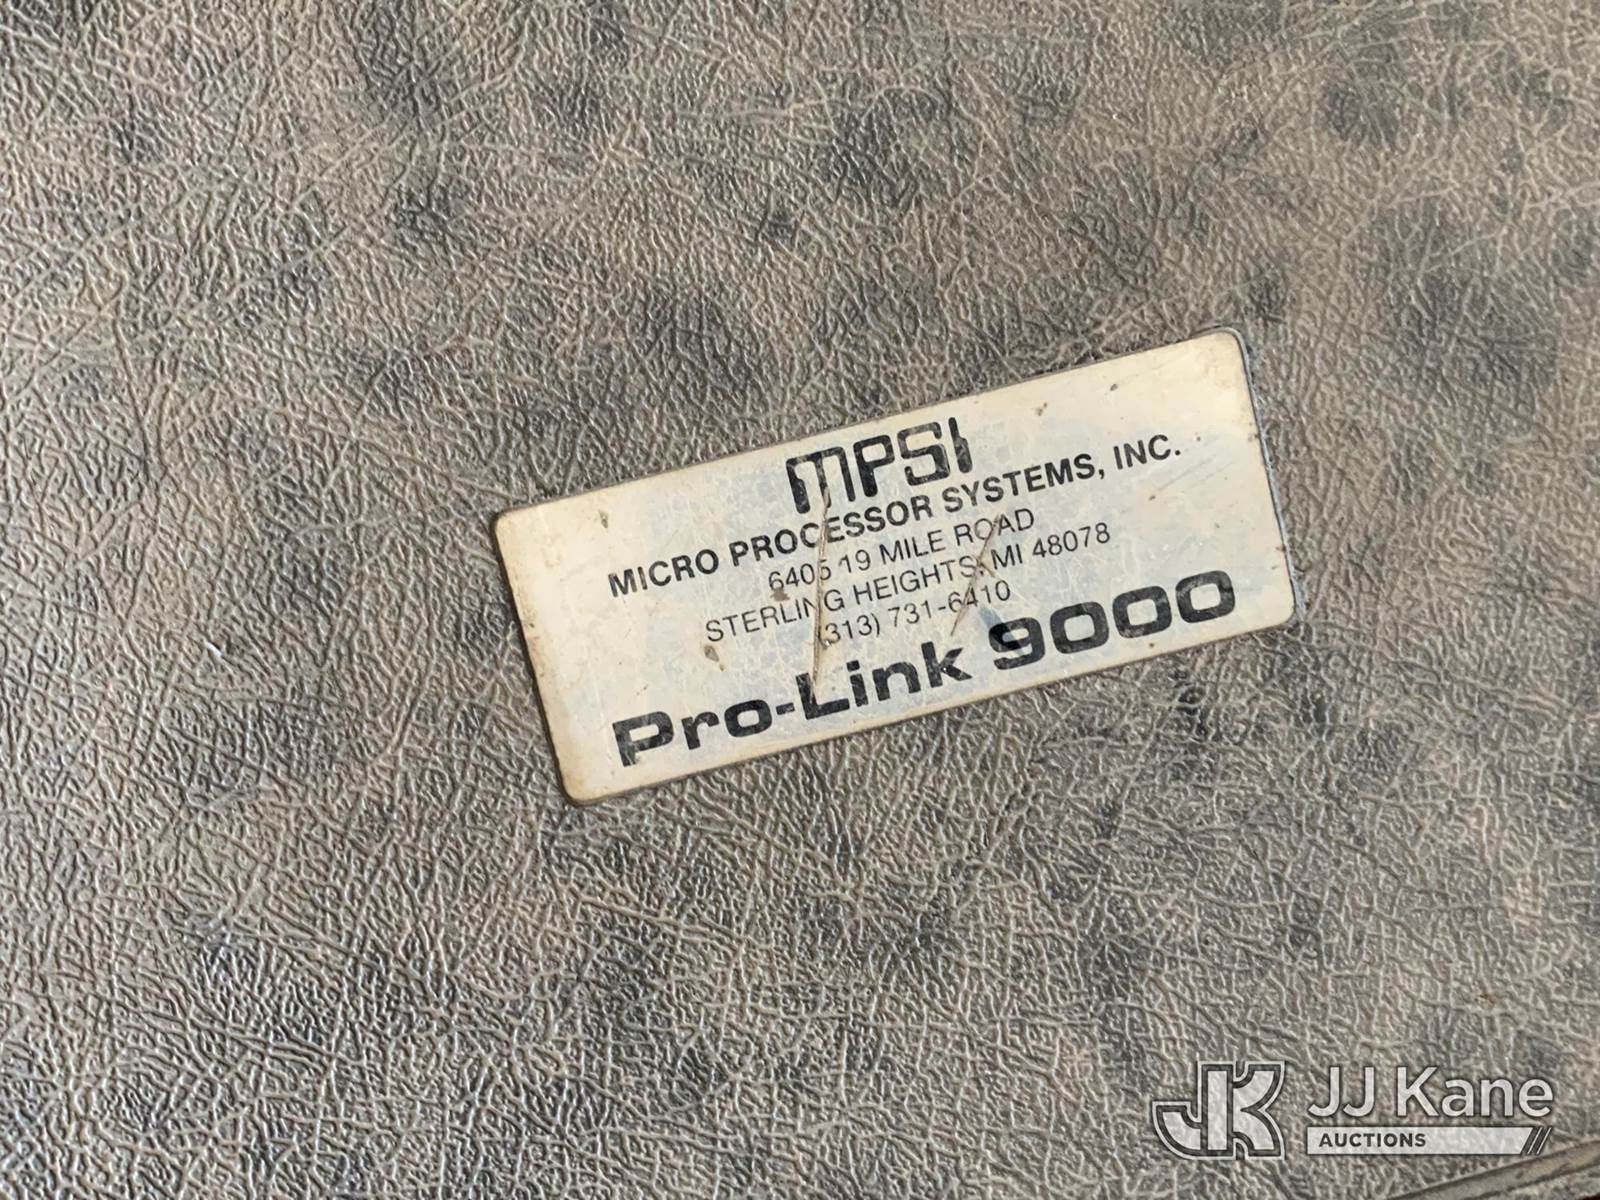 MPSI
MICRO PROCESSOR SYSTEMS, INC.
6405 19 MILE ROAD
STERLING HEIGHTS, MI 48078
(313) 731-6410
Pro-Link 9000
JK JJ Kane
AUCTIONS